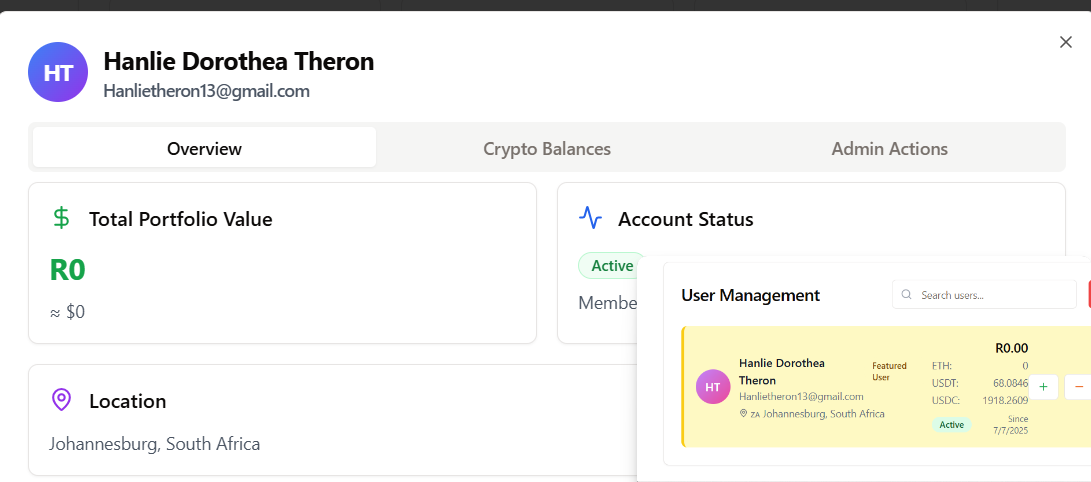 HT
Hanlie Dorothea Theron
Hanlietheron13@gmail.com
Overview
Crypto Balances
Admin Actions
Total Portfolio Value
R0
≈ $0
Account Status
Active
Membe
Location
Johannesburg, South Africa
User Management
Search users...
HT
Hanlie Dorothea
Theron
Hanlietheron13@gmail.com
ZA Johannesburg, South Africa
Featured
User
R0.00
ETH: 0
USDT: 68.0846
USDC: 1918.2609
Active
Since
7/7/2025
+
−